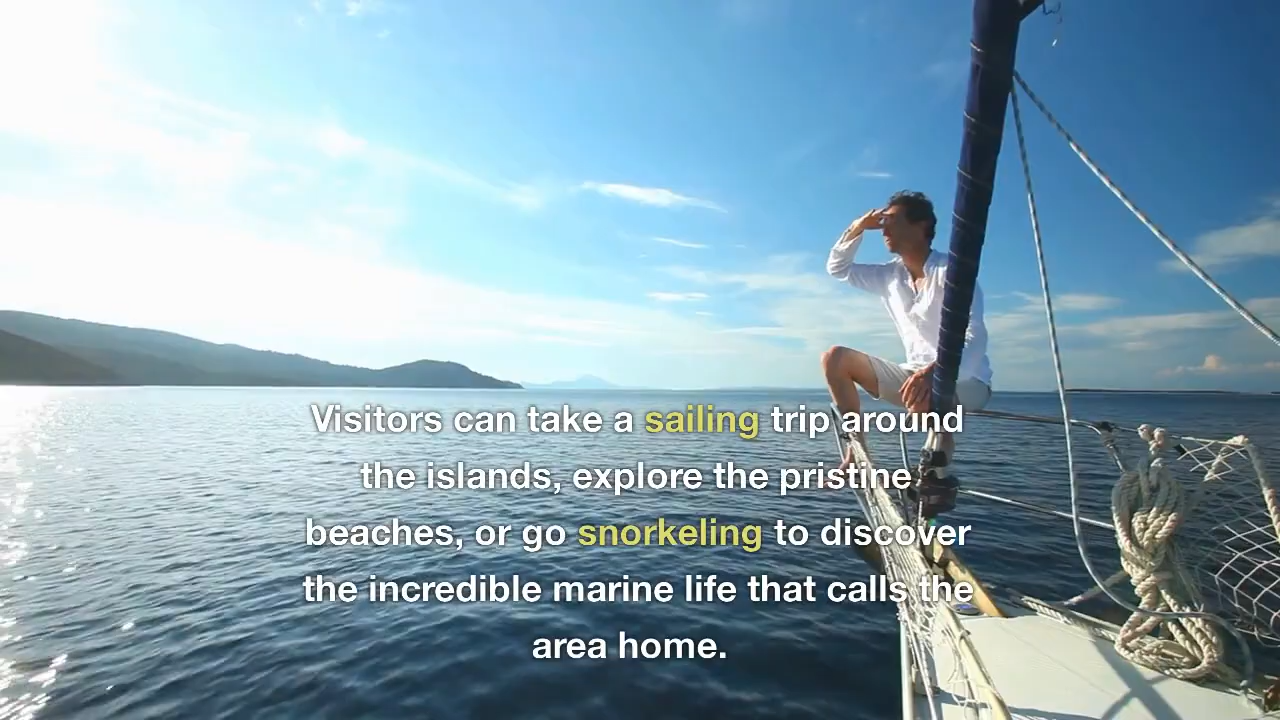 Visitors can take a sailing trip around
the islands, explore the pristine
beaches, or go snorkeling to discover
the incredible marine life that calls the
area home.